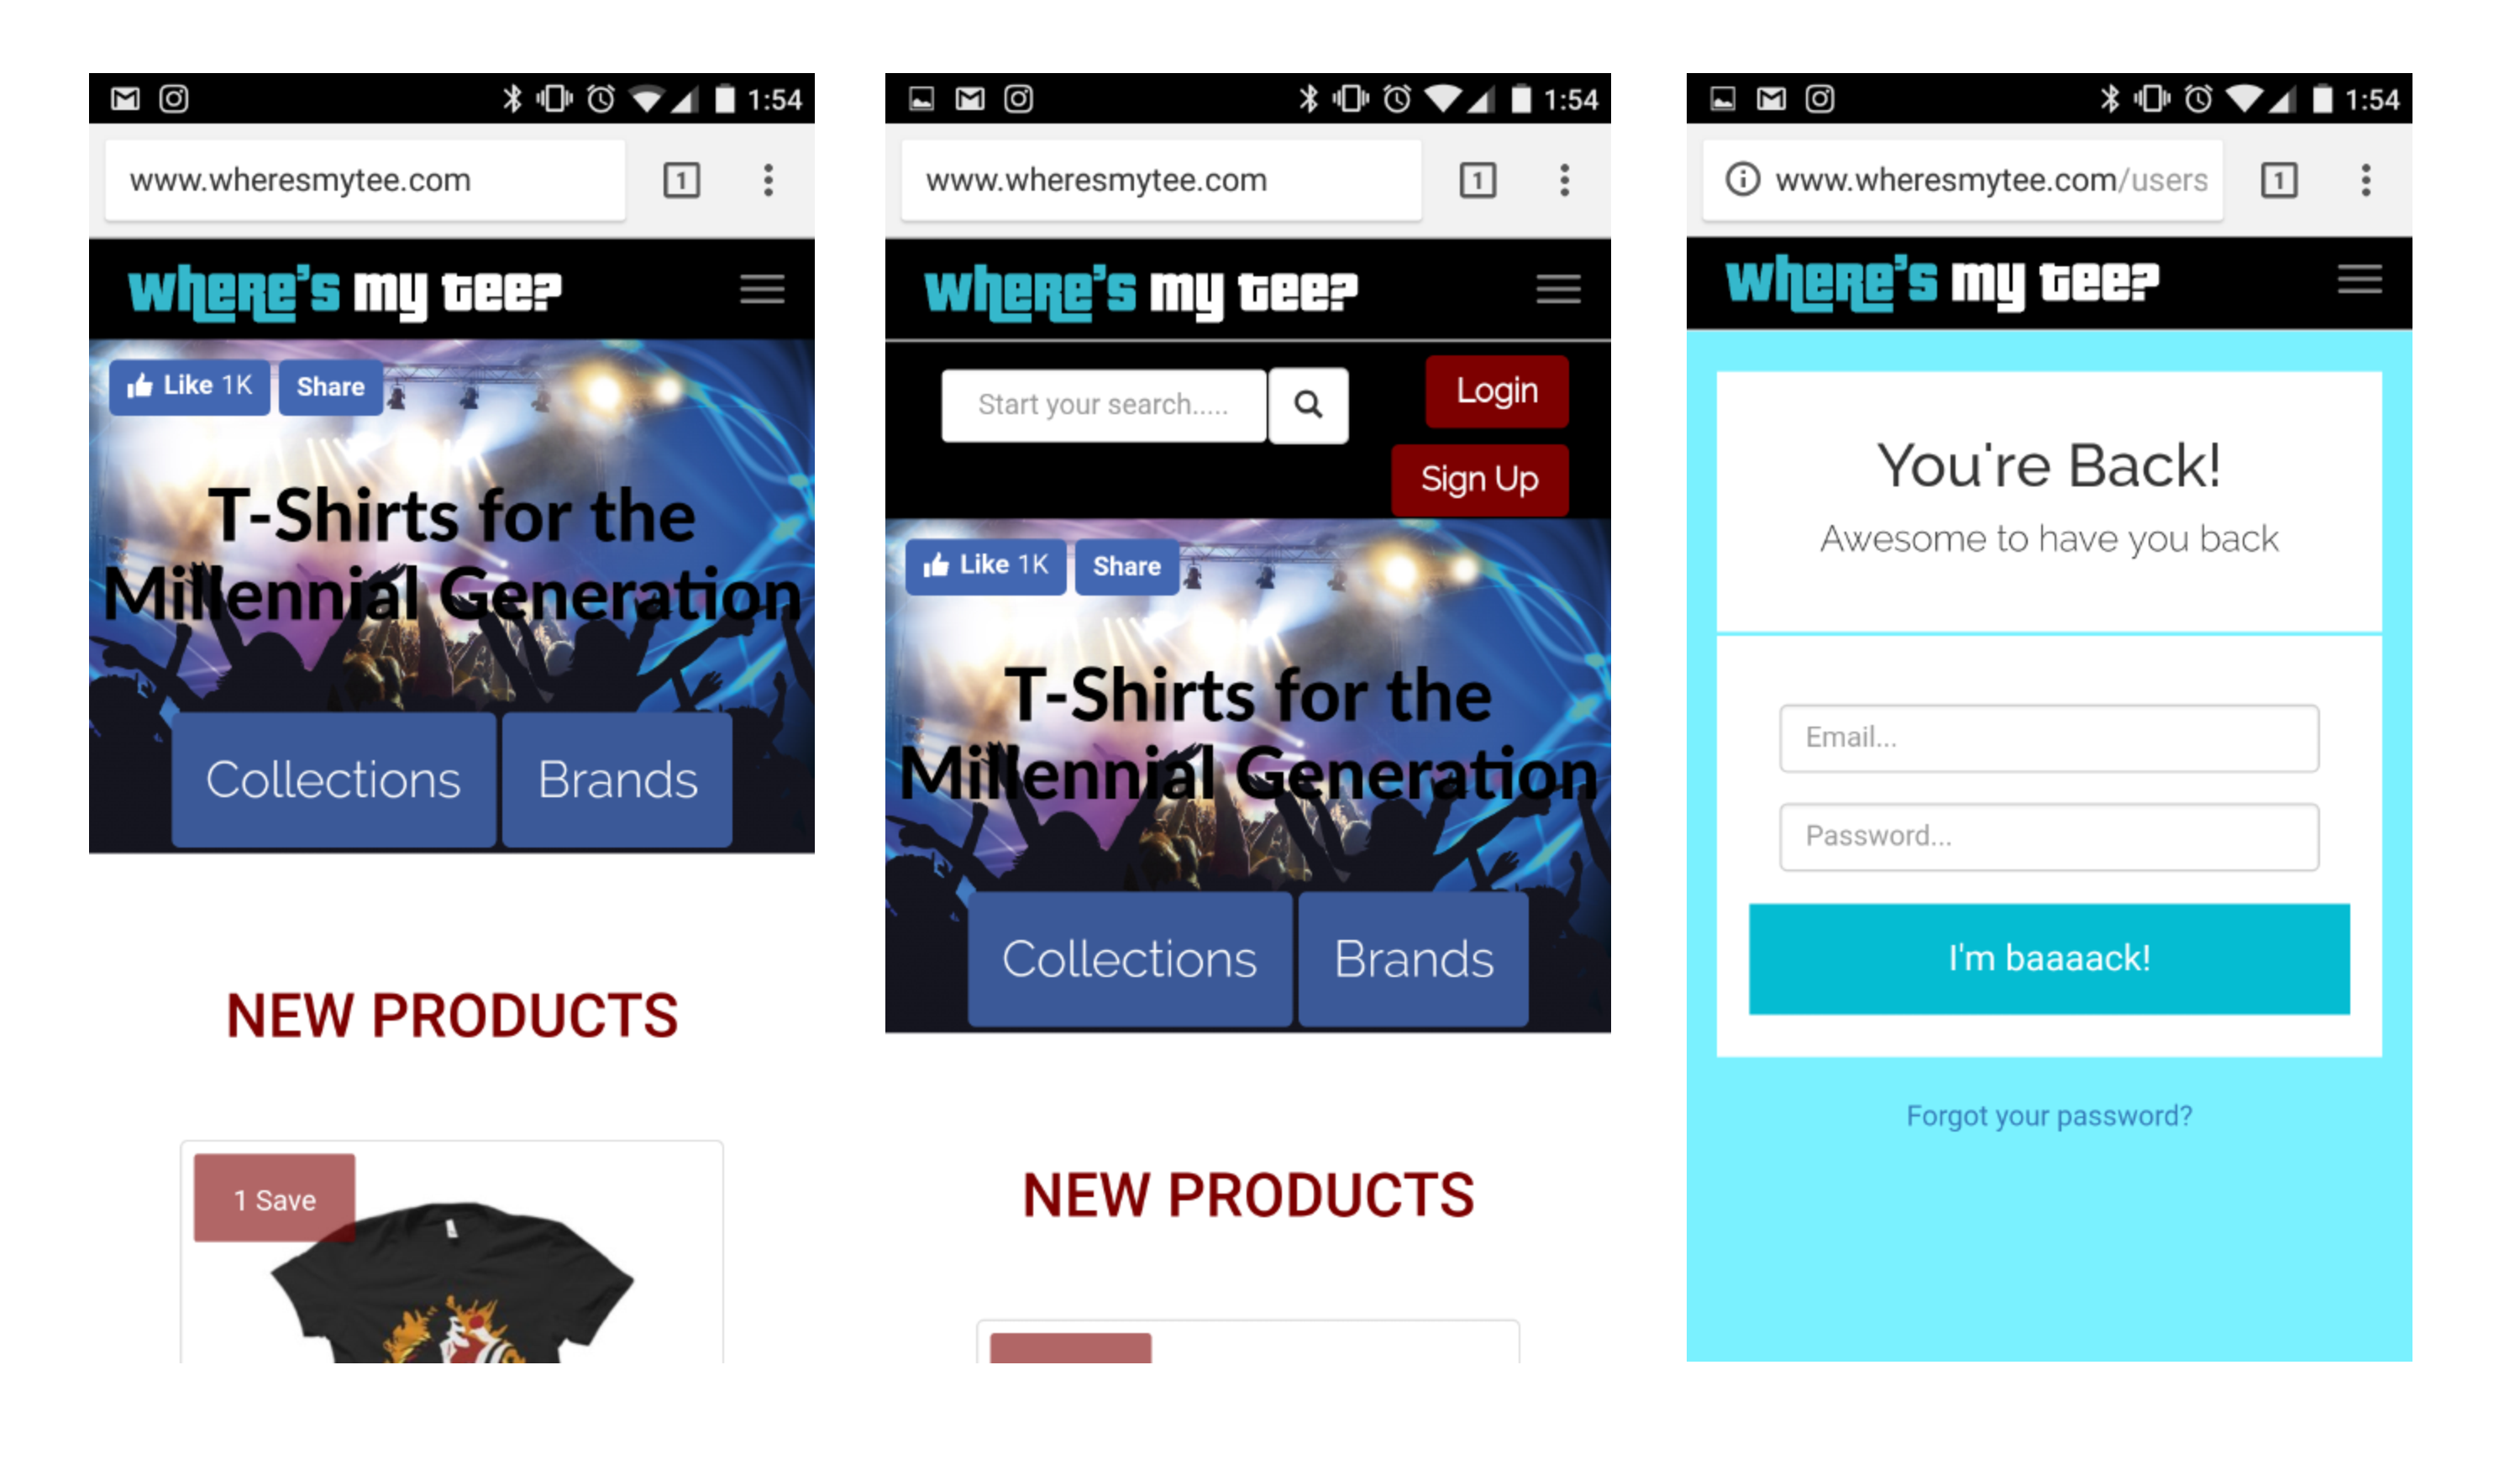 1:54
www.wheresmytee.com
1
WHERE'S my tee?
Like 1K
Share
T-Shirts for the
Millennial Generation
Collections
Brands
NEW PRODUCTS
1 Save
1:54
www.wheresmytee.com
1
WHERE'S my tee?
Start your search.....
Login
Sign Up
Like 1K
Share
T-Shirts for the
Millennial Generation
Collections
Brands
NEW PRODUCTS
1:54
www.wheresmytee.com/users
1
WHERE'S my tee?
You're Back!
Awesome to have you back
Email...
Password...
I'm baaaack!
Forgot your password?